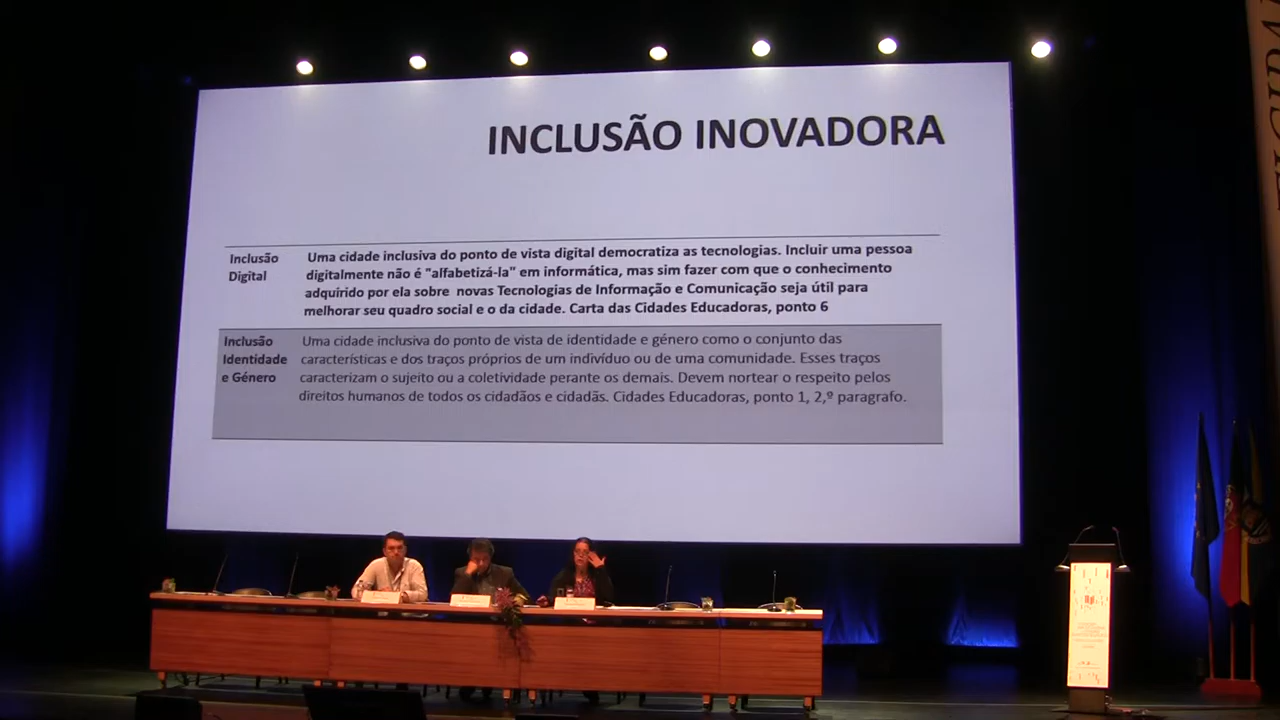 INCLUSÃO INOVADORA
Inclusão
Digital
Uma cidade inclusiva do ponto de vista digital democratiza as tecnologias. Incluir uma pessoa
digitalmente não é "alfabetizá-la" em informática, mas sim fazer com que o conhecimento
adquirido por ela sobre novas Tecnologias de Informação e Comunicação seja útil para
melhorar seu quadro social e o da cidade. Carta das Cidades Educadoras, ponto 6
Inclusão
Identidade
e Género
Uma cidade inclusiva do ponto de vista de identidade e género como o conjunto das
características e dos traços próprios de um indivíduo ou de uma comunidade. Esses traços
caracterizam o sujeito ou a coletividade perante os demais. Devem nortear o respeito pelos
direitos humanos de todos os cidadãos e cidadãs. Cidades Educadoras, ponto 1, 2,º paragrafo.